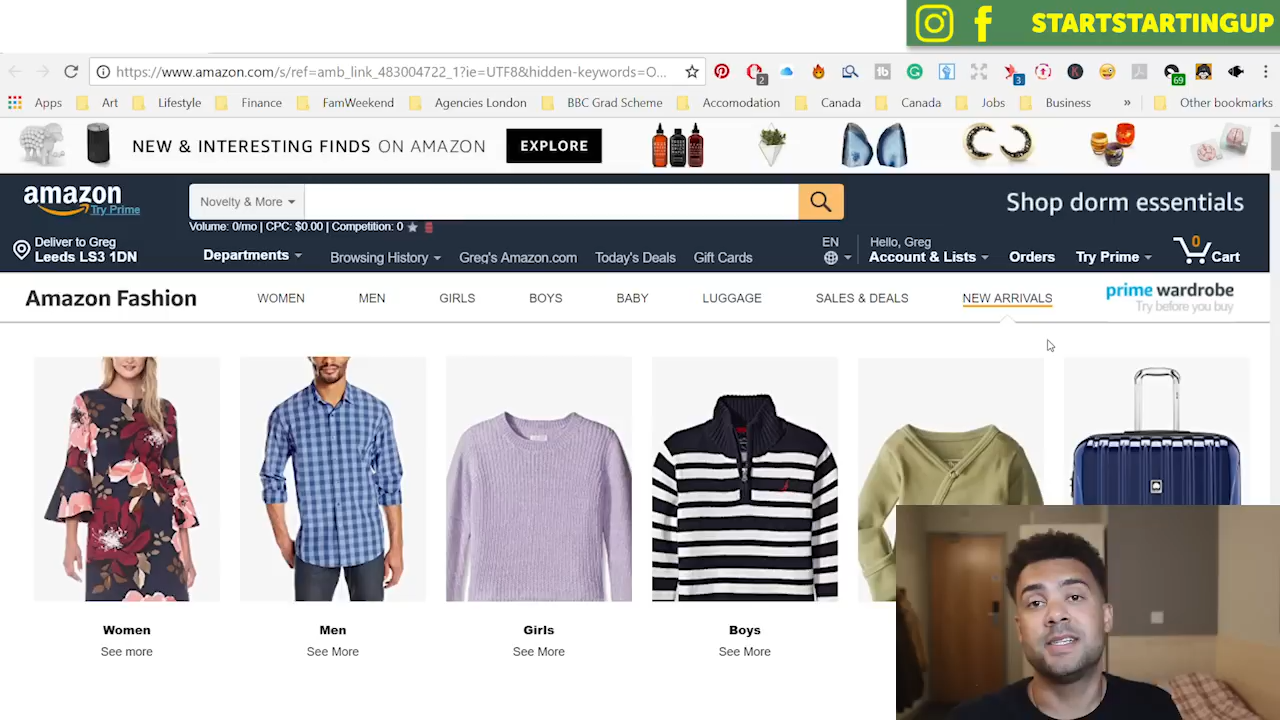 STARTSTARTINGUP
https://www.amazon.com/s/ref=amb_link_483004722_1?ie=UTF8&hidden-keywords=O...
2
3
69
Apps Art Lifestyle Finance FamWeekend Agencies London BBC Grad Scheme Accomodation Canada Canada Jobs Business » Other bookmarks
NEW & INTERESTING FINDS ON AMAZON EXPLORE
amazon Try Prime Novelty & More Shop dorm essentials
Volume: 0/mo | CPC: $0.00 | Competition: 0
Deliver to Greg
Leeds LS3 1DN
Departments Browsing History Greg's Amazon.com Today's Deals Gift Cards
EN
Hello, Greg
Account & Lists Orders Try Prime 0 Cart
Amazon Fashion WOMEN MEN GIRLS BOYS BABY LUGGAGE SALES & DEALS NEW ARRIVALS prime wardrobe
Try before you buy
Women Men Girls Boys
See more See More See More See More